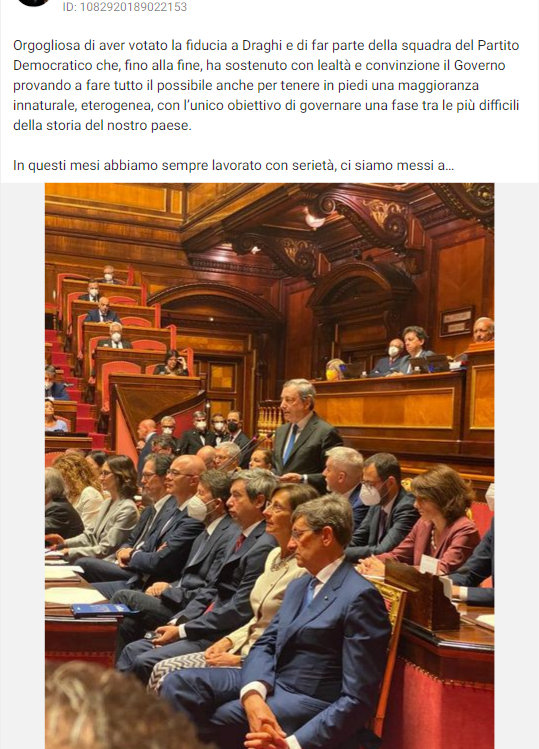 ID: 1082920189022153
Orgogliosa di aver votato la fiducia a Draghi e di far parte della squadra del Partito
Democratico che, fino alla fine, ha sostenuto con lealtà e convinzione il Governo
provando a fare tutto il possibile anche per tenere in piedi una maggioranza
innaturale, eterogenea, con l’unico obiettivo di governare una fase tra le più difficili
della storia del nostro paese.
In questi mesi abbiamo sempre lavorato con serietà, ci siamo messi a...